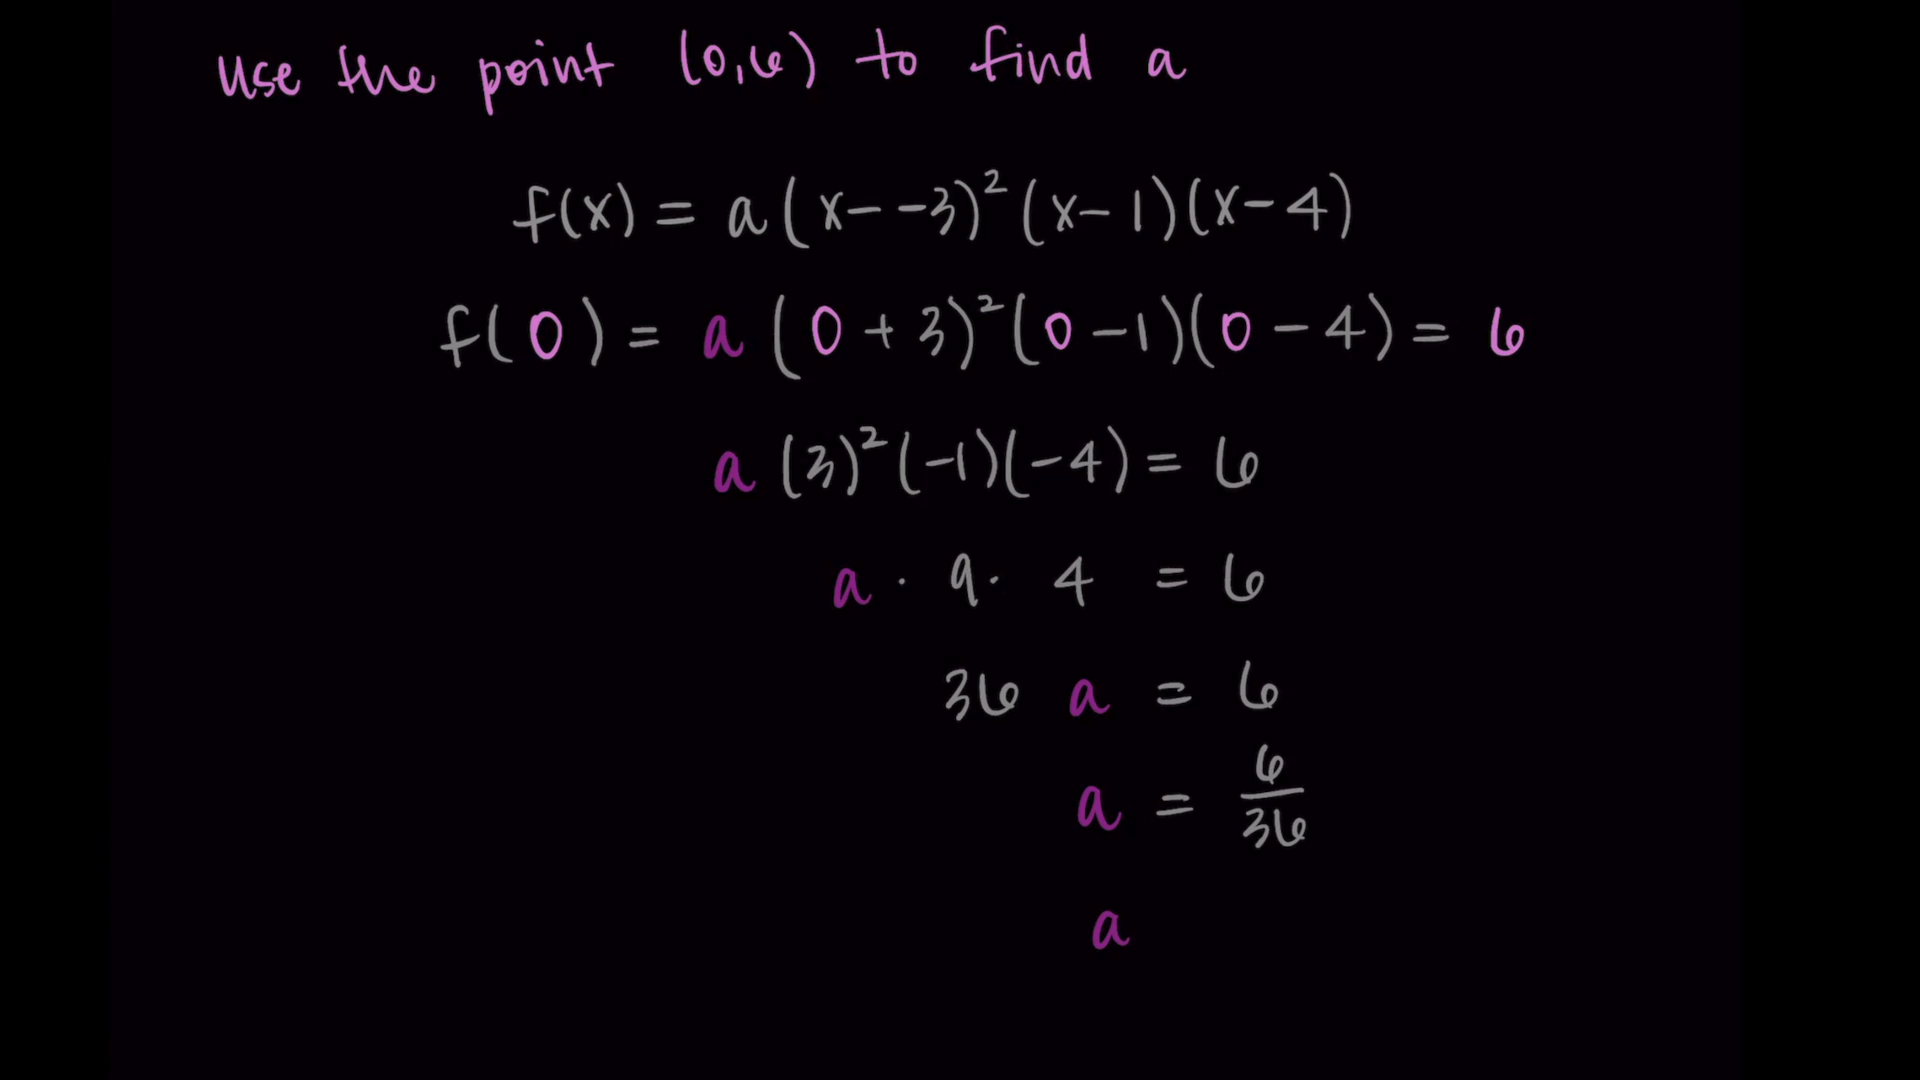 use the point (0,6) to find a
f(x) = a(x--3)²(x-1)(x-4)
f(0) = a(0+3)²(0-1)(0-4) = 6
a(3)²(-1)(-4) = 6
a · 9 · 4 = 6
36 a = 6
a = 6/36
a